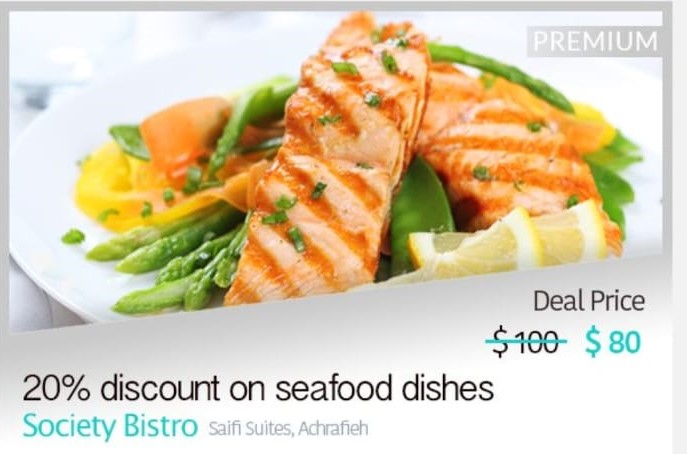 PREMIUM
Deal Price
$100 $80
20% discount on seafood dishes
Society Bistro Saifi Suites, Achrafieh